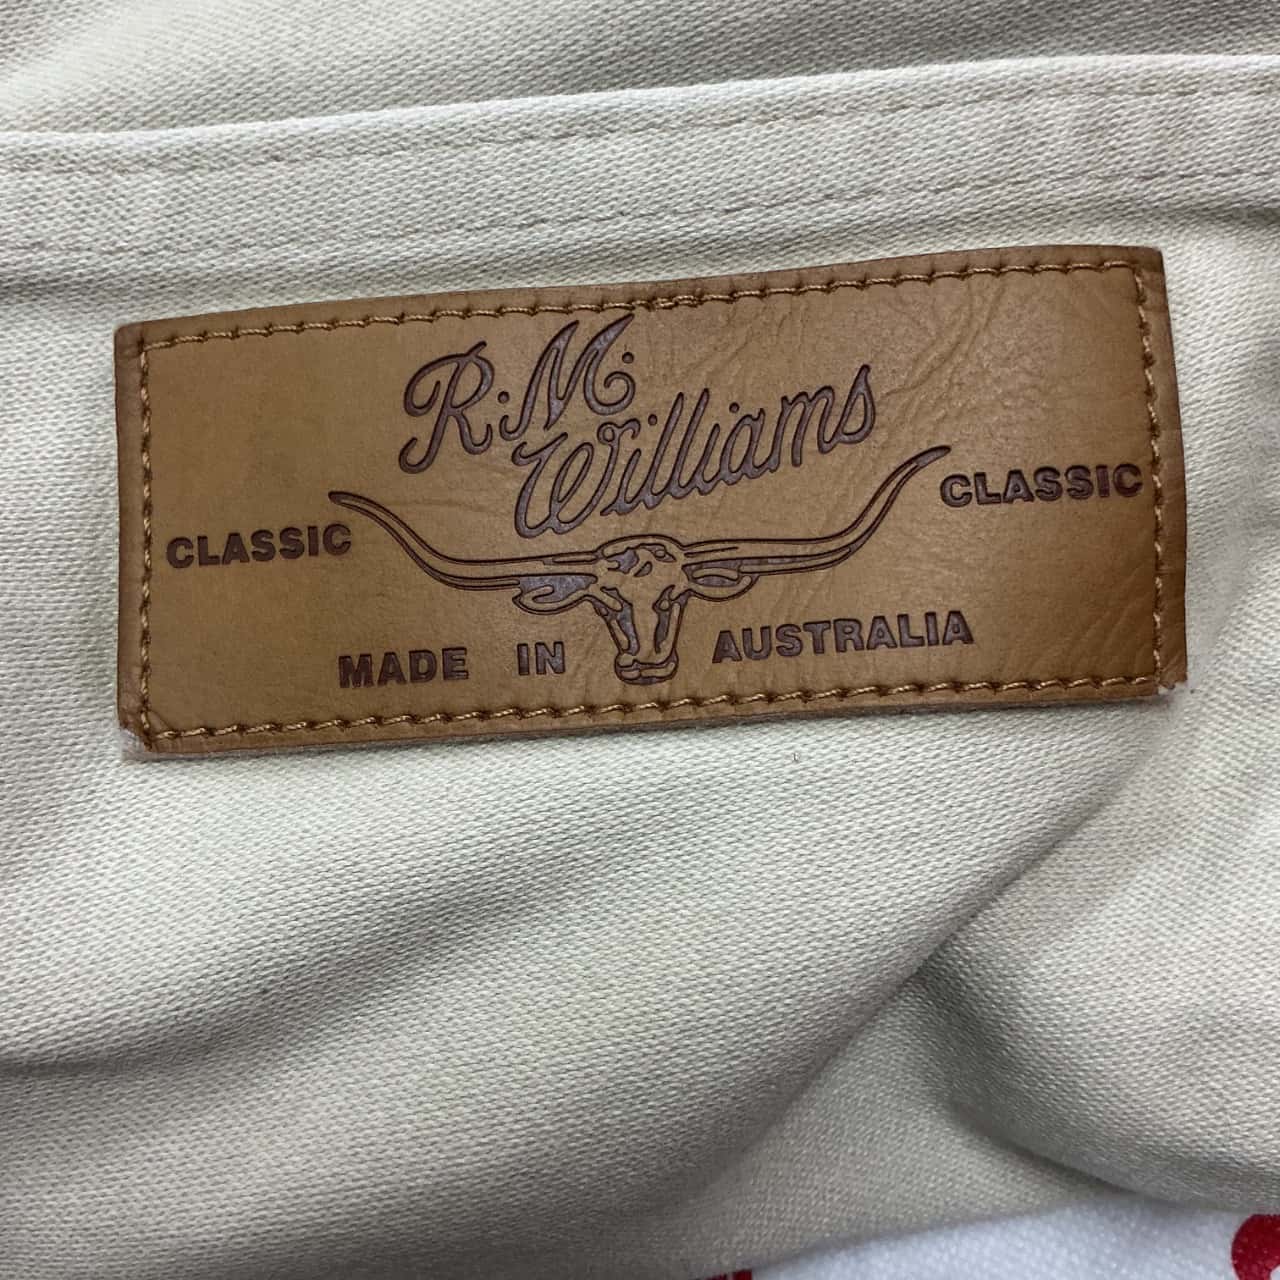 R.M.
Williams
CLASSIC CLASSIC
MADE IN AUSTRALIA